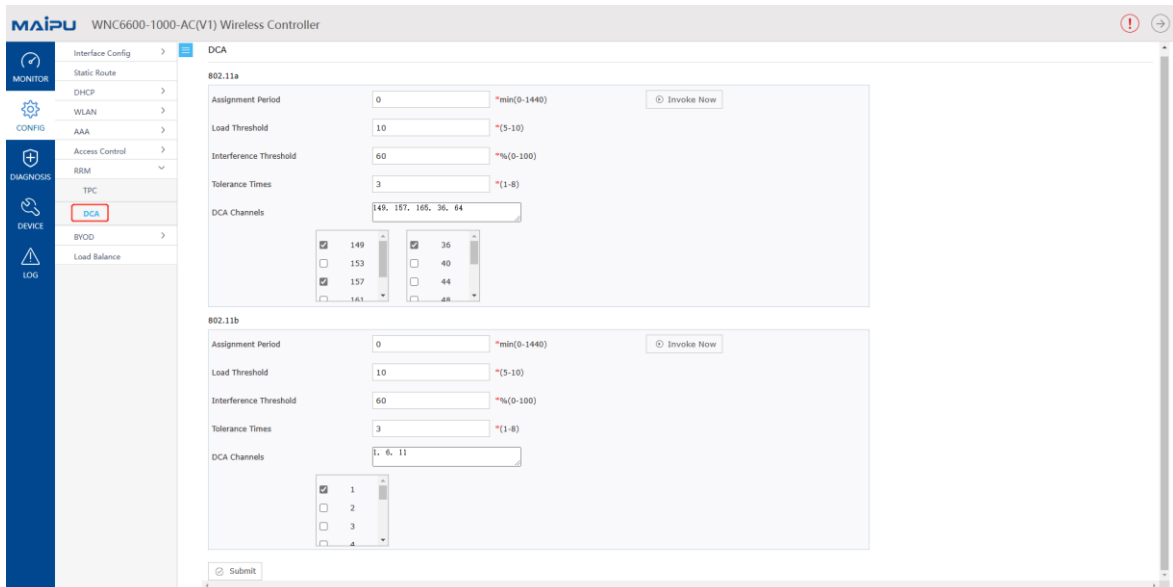 MAIPU WNC6600-1000-AC(V1) Wireless Controller
MONITOR
CONFIG
DIAGNOSIS
DEVICE
LOG
Interface Config
Static Route
DHCP
WLAN
AAA
Access Control
RRM
TPC
DCA
BYOD
Load Balance
DCA
802.11a
Assignment Period 0 *min(0-1440) Invoke Now
Load Threshold 10 *(5-10)
Interference Threshold 60 *%(0-100)
Tolerance Times 3 *(1-8)
DCA Channels 149, 157, 165, 36, 64
149 36
153 40
157 44
161 48
802.11b
Assignment Period 0 *min(0-1440) Invoke Now
Load Threshold 10 *(5-10)
Interference Threshold 60 *%(0-100)
Tolerance Times 3 *(1-8)
DCA Channels 1, 6, 11
1
2
3
4
Submit